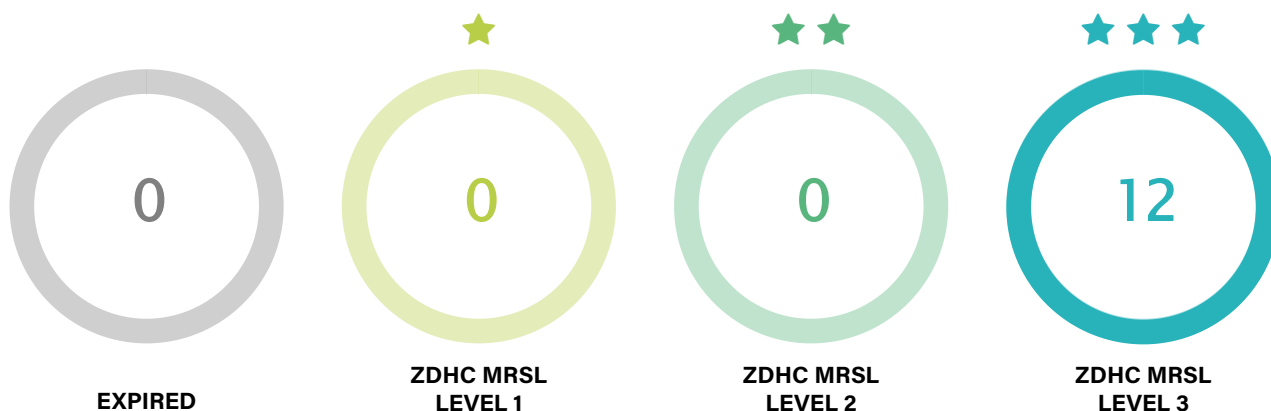 0
0
0
12
EXPIRED
ZDHC MRSL
LEVEL 1
ZDHC MRSL
LEVEL 2
ZDHC MRSL
LEVEL 3